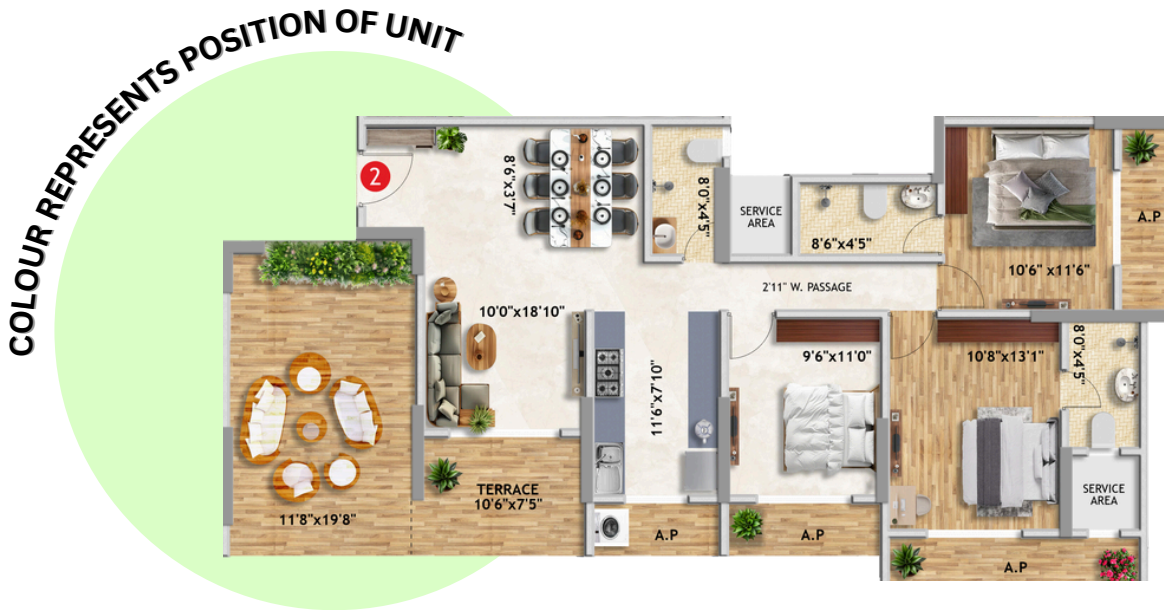 COLOUR REPRESENTS POSITION OF UNIT
2
8'6"x3'7"
8'0"x4'5"
SERVICE
AREA
8'6"x4'5"
10'6" x11'6"
A.P
2'11" W. PASSAGE
10'0"x18'10"
11'6"x7'10"
9'6"x11'0"
10'8"x13'1"
8'0"x4'5"
SERVICE
AREA
TERRACE
10'6"x7'5"
11'8"x19'8"
A.P
A.P
A.P